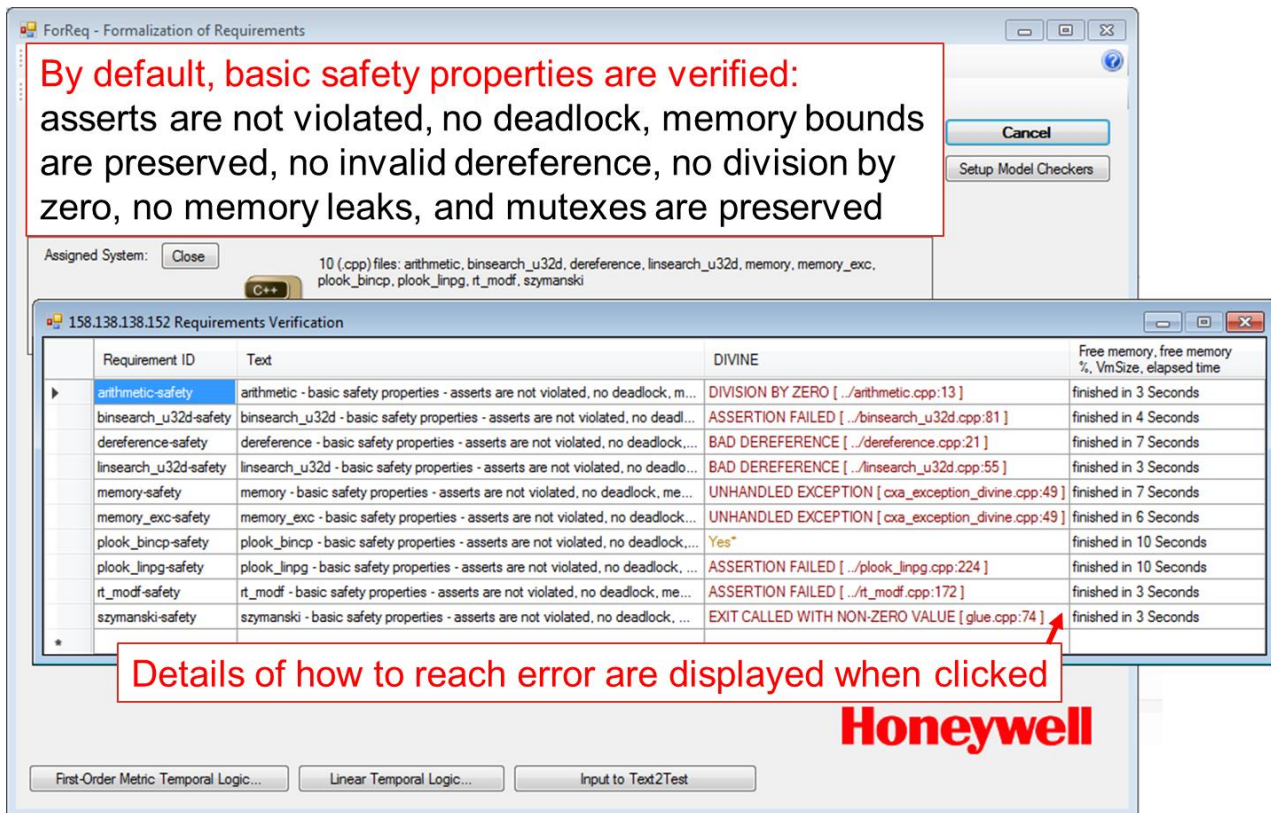 ForReq - Formalization of Requirements
By default, basic safety properties are verified:
asserts are not violated, no deadlock, memory bounds
are preserved, no invalid dereference, no division by
zero, no memory leaks, and mutexes are preserved
Cancel
Setup Model Checkers
Assigned System: Close
C++
10 (.cpp) files: arithmetic, binsearch_u32d, dereference, linsearch_u32d, memory, memory_exc,
plook_bincp, plook_linpg, rt_modf, szymanski
158.138.138.152 Requirements Verification
Requirement ID Text DIVINE Free memory, free memory
%, VmSize, elapsed time
arithmetic-safety arithmetic - basic safety properties - asserts are not violated, no deadlock, m... DIVISION BY ZERO [ ../arithmetic.cpp:13 ] finished in 3 Seconds
binsearch_u32d-safety binsearch_u32d - basic safety properties - asserts are not violated, no deadl... ASSERTION FAILED [ ../binsearch_u32d.cpp:81 ] finished in 4 Seconds
dereference-safety dereference - basic safety properties - asserts are not violated, no deadlock,... BAD DEREFERENCE [ ../dereference.cpp:21 ] finished in 7 Seconds
linsearch_u32d-safety linsearch_u32d - basic safety properties - asserts are not violated, no deadlo... BAD DEREFERENCE [ ../linsearch_u32d.cpp:55 ] finished in 3 Seconds
memory-safety memory - basic safety properties - asserts are not violated, no deadlock, me... UNHANDLED EXCEPTION [ cxa_exception_divine.cpp:49 ] finished in 7 Seconds
memory_exc-safety memory_exc - basic safety properties - asserts are not violated, no deadlock... UNHANDLED EXCEPTION [ cxa_exception_divine.cpp:49 ] finished in 6 Seconds
plook_bincp-safety plook_bincp - basic safety properties - asserts are not violated, no deadlock,... Yes* finished in 10 Seconds
plook_linpg-safety plook_linpg - basic safety properties - asserts are not violated, no deadlock, ... ASSERTION FAILED [ ../plook_linpg.cpp:224 ] finished in 10 Seconds
rt_modf-safety rt_modf - basic safety properties - asserts are not violated, no deadlock, me... ASSERTION FAILED [ ../rt_modf.cpp:172 ] finished in 3 Seconds
szymanski-safety szymanski - basic safety properties - asserts are not violated, no deadlock, ... EXIT CALLED WITH NON-ZERO VALUE [ glue.cpp:74 ] finished in 3 Seconds
*
Details of how to reach error are displayed when clicked
Honeywell
First-Order Metric Temporal Logic... Linear Temporal Logic... Input to Text2Test